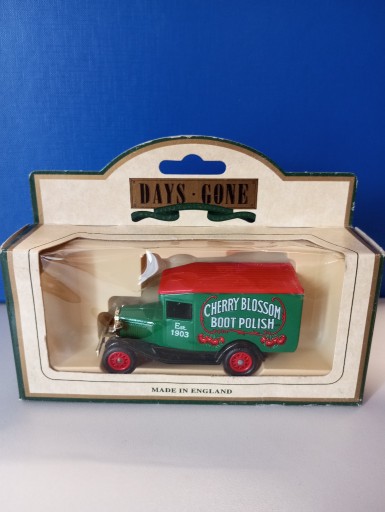 DAYS·GONE
CHERRY BLOSSOM
BOOT POLISH
Est
1903
MADE IN ENGLAND